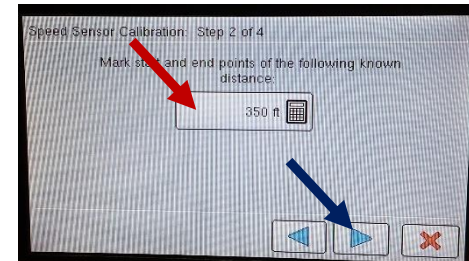 Speed Sensor Calibration: Step 2 of 4
Mark start and end points of the following known
distance:
350 ft